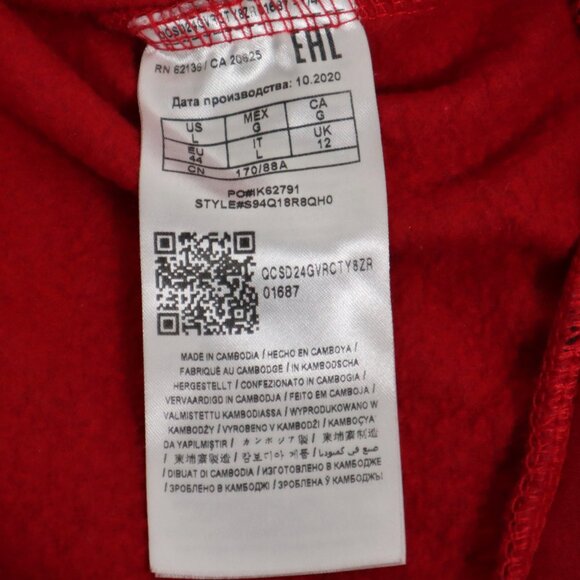 RN 62136 / CA 20625
EAC
Дата производства: 10.2020
US MEX CA
L G G
EU IT UK
44 L 12
CN 170/88A
PO#IK62791
STYLE#S94Q18R8QH0
QCSD24GVRCTY8ZR
01687
MADE IN CAMBODIA / HECHO EN CAMBOYA /
FABRIQUÉ AU CAMBODGE / IN KAMBODSCHA
HERGESTELLT / CONFEZIONATO IN CAMBOGIA /
VERVAARDIGD IN CAMBODJA / FEITO EM CAMBOJA /
VALMISTETTU KAMBODŽASSA / WYPRODUKOWANO W
KAMBODŻY / VYROBENO V KAMBODŽI / KAMBOÇYA'
DA YAPILMIŞTIR / カンボジア製 / 柬埔寨制造
/ 柬埔寨製造 / 캄보디아 제품 / صنع في كمبوديا
/ DIBUAT DI CAMBODIA / ИЗГОТОВЛЕНО В КАМБОДЖЕ
/ ЗРОБЛЕНО В КАМБОДЖІ / ЗРОБЛЕНА Ў КАМБОДЖЫ